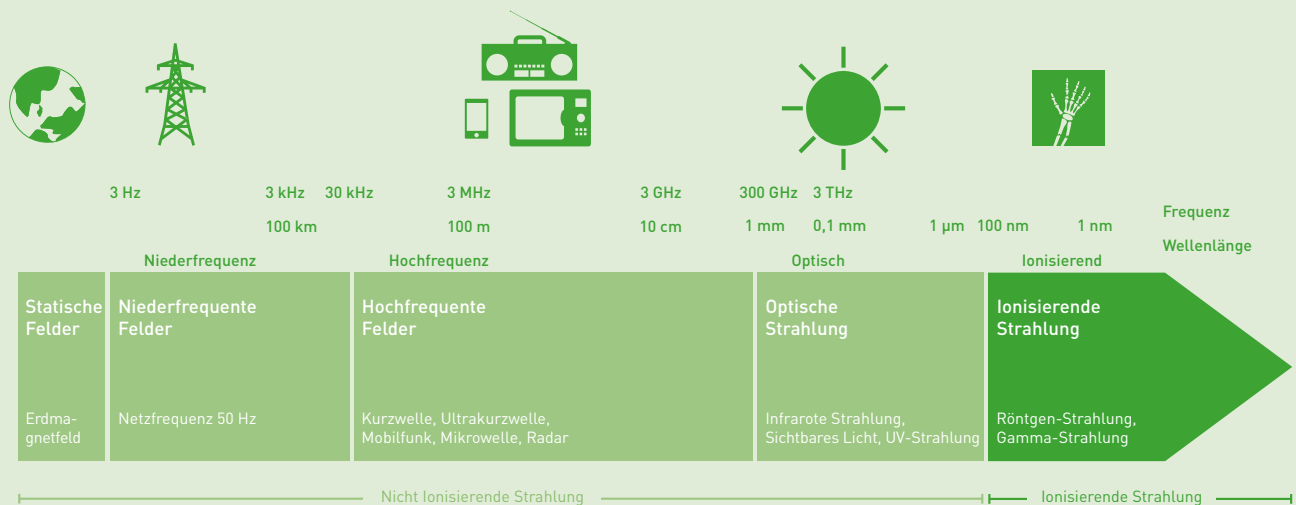 3 Hz 3 kHz 30 kHz 3 MHz 3 GHz 300 GHz 3 THz
Frequenz
100 km 100 m 10 cm 1 mm 0,1 mm 1 µm 100 nm 1 nm
Wellenlänge
Niederfrequenz Hochfrequenz Optisch Ionisierend
Statische
Felder
Niederfrequente
Felder
Hochfrequente
Felder
Optische
Strahlung
Ionisierende
Strahlung
Erdma-
gnetfeld
Netzfrequenz 50 Hz
Kurzwelle, Ultrakurzwelle,
Mobilfunk, Mikrowelle, Radar
Infrarote Strahlung,
Sichtbares Licht, UV-Strahlung
Röntgen-Strahlung,
Gamma-Strahlung
Nicht Ionisierende Strahlung Ionisierende Strahlung